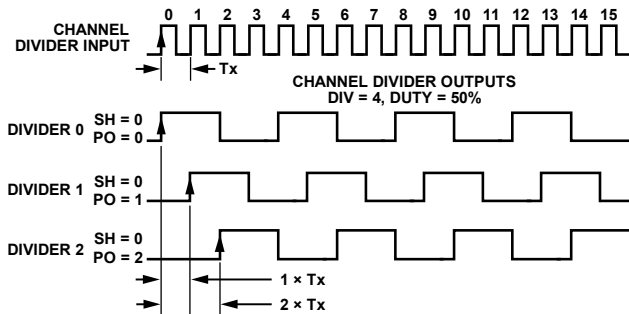 0 1 2 3 4 5 6 7 8 9 10 11 12 13 14 15
CHANNEL
DIVIDER INPUT
Tx
CHANNEL DIVIDER OUTPUTS
DIV = 4, DUTY = 50%
DIVIDER 0
SH = 0
PO = 0
DIVIDER 1
SH = 0
PO = 1
DIVIDER 2
SH = 0
PO = 2
1 × Tx
2 × Tx